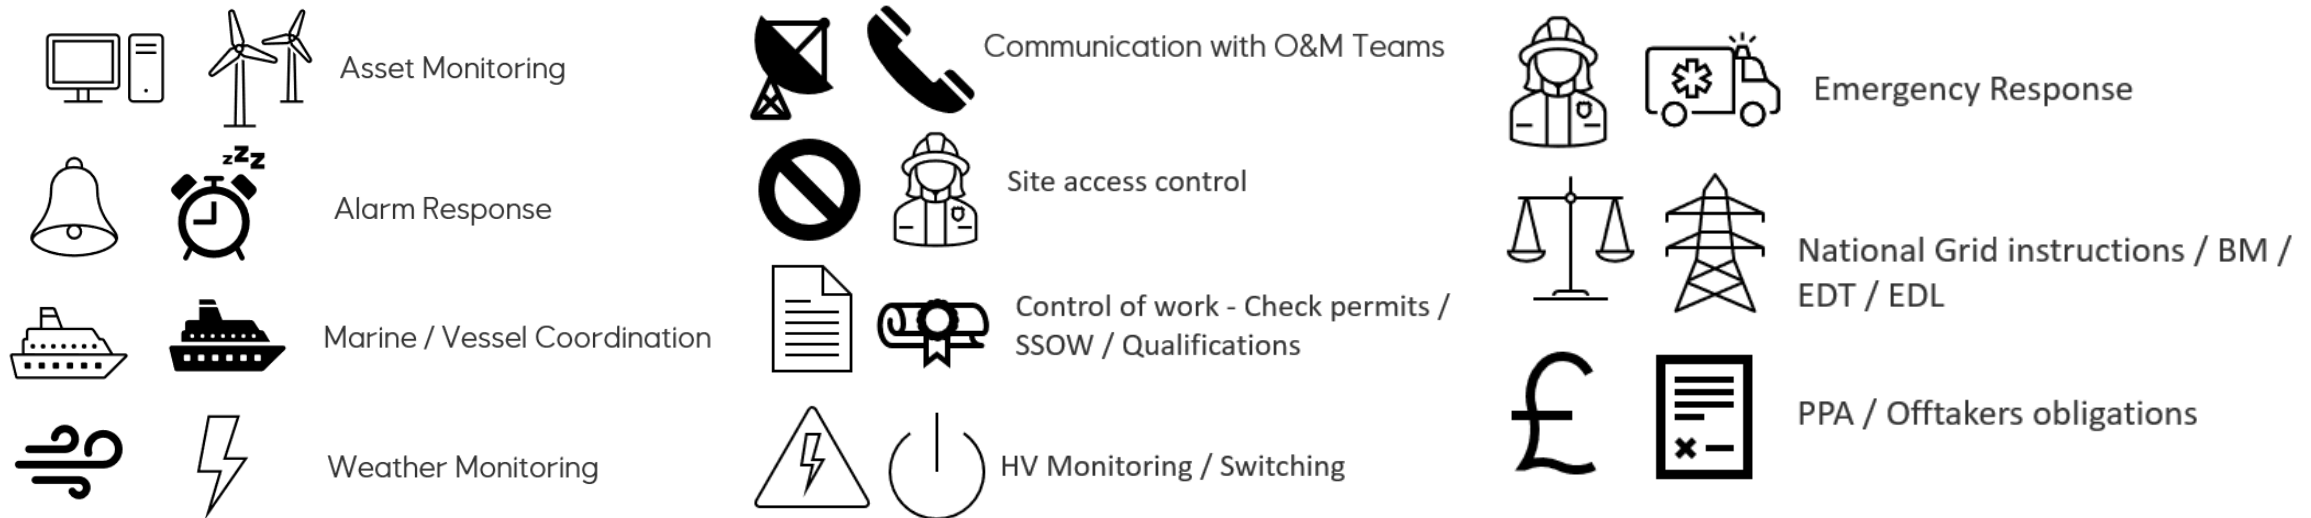 Asset Monitoring
zzz
Alarm Response
Marine / Vessel Coordination
Weather Monitoring
Communication with O&M Teams
Site access control
Control of work - Check permits /
SSOW / Qualifications
HV Monitoring / Switching
Emergency Response
National Grid instructions / BM /
EDT / EDL
£
PPA / Offtakers obligations